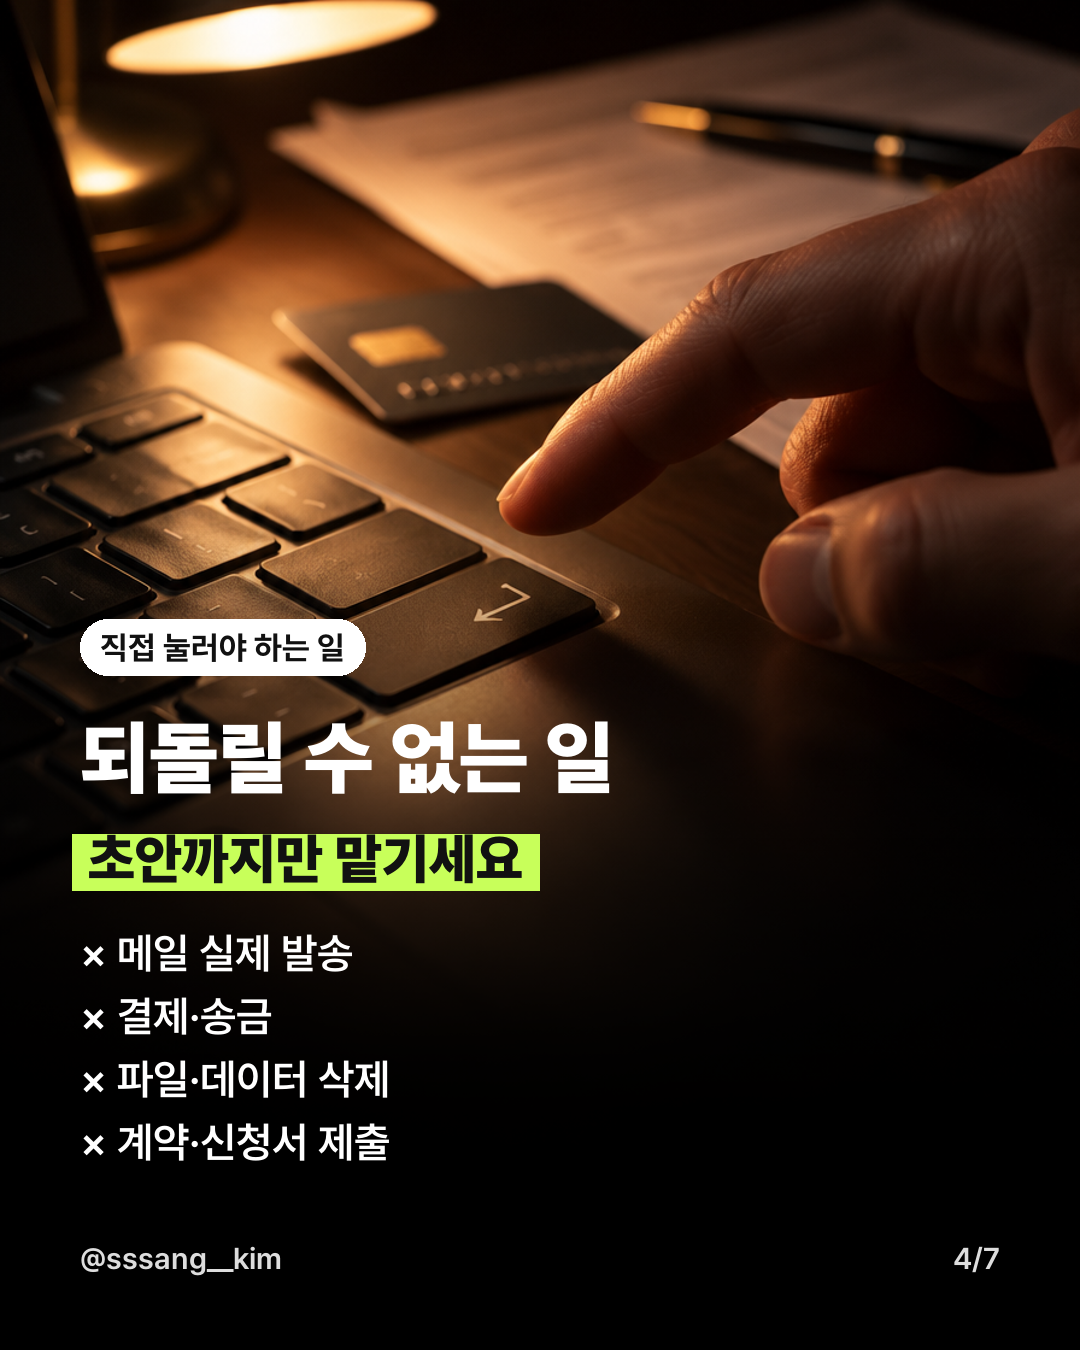 직접 눌러야 하는 일
되돌릴 수 없는 일
초안까지만 맡기세요
× 메일 실제 발송
× 결제·송금
× 파일·데이터 삭제
× 계약·신청서 제출
@sssang__kim
4/7